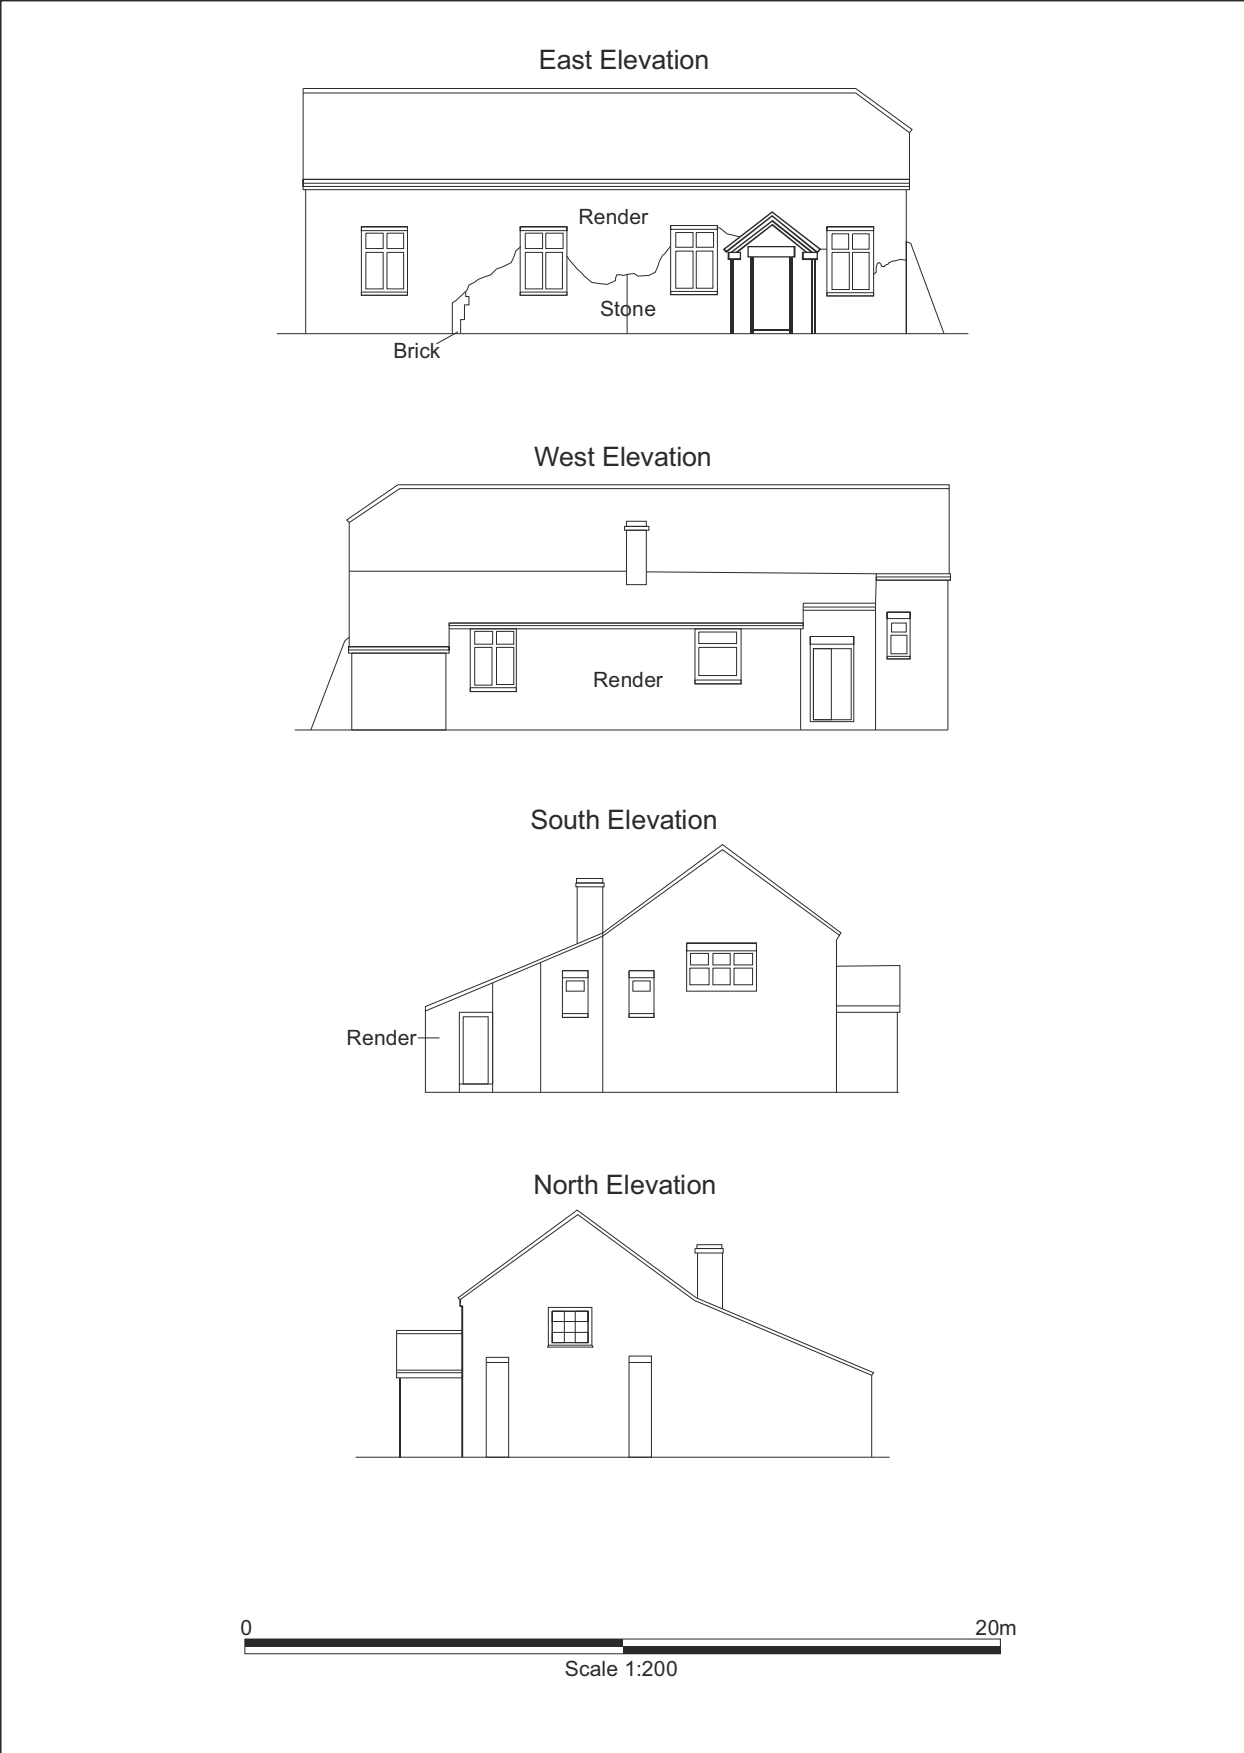 East Elevation
Render
Stone
Brick
West Elevation
Render
South Elevation
Render
North Elevation
0 20m
Scale 1:200